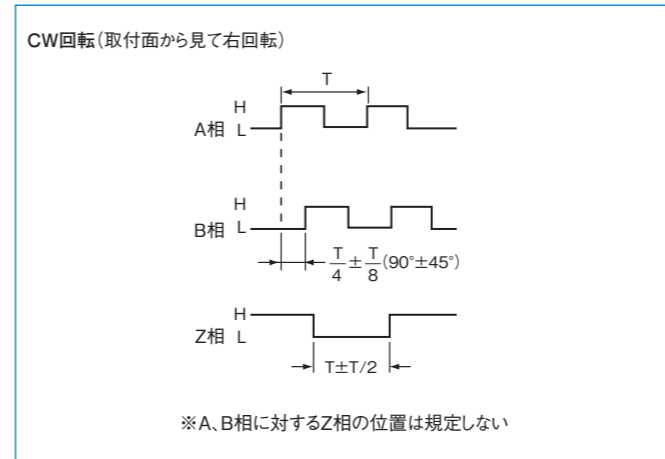 CW回転(取付面から見て右回転)
T
H
A相 L
H
B相 L
T/4 ± T/8 (90°±45°)
H
Z相 L
T±T/2
※A、B相に対するZ相の位置は規定しない